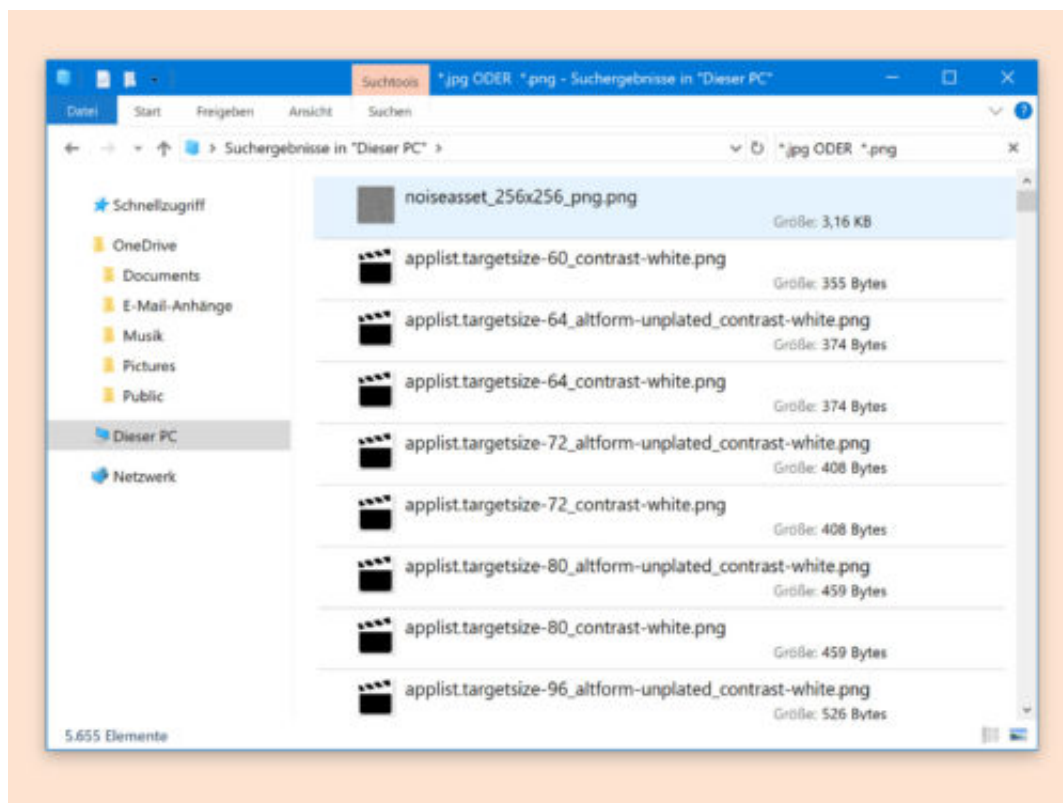 Suchtools *.jpg ODER *.png - Suchergebnisse in "Dieser PC"
Datei Start Freigeben Ansicht Suchen
Suchergebnisse in "Dieser PC" *.jpg ODER *.png
Schnellzugriff
OneDrive
Documents
E-Mail-Anhänge
Musik
Pictures
Public
Dieser PC
Netzwerk
noiseasset_256x256_png.png
Größe: 3,16 KB
applist.targetsize-60_contrast-white.png
Größe: 355 Bytes
applist.targetsize-64_altform-unplated_contrast-white.png
Größe: 374 Bytes
applist.targetsize-64_contrast-white.png
Größe: 374 Bytes
applist.targetsize-72_altform-unplated_contrast-white.png
Größe: 408 Bytes
applist.targetsize-72_contrast-white.png
Größe: 408 Bytes
applist.targetsize-80_altform-unplated_contrast-white.png
Größe: 459 Bytes
applist.targetsize-80_contrast-white.png
Größe: 459 Bytes
applist.targetsize-96_altform-unplated_contrast-white.png
Größe: 526 Bytes
5.655 Elemente